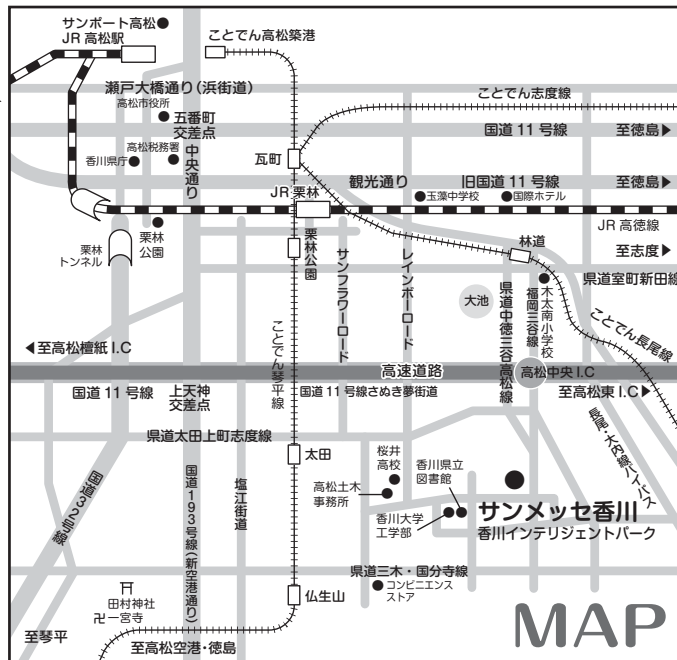 サンポート高松
JR 高松駅
ことでん高松築港
瀬戸大橋通り（浜街道）
高松市役所
五番町
交差点
ことでん志度線
国道 11 号線
至徳島▶
高松税務署
香川県庁
中央通り
瓦町
観光通り
旧国道 11 号線
至徳島▶
JR 栗林
玉藻中学校
国際ホテル
JR 高徳線
栗林
公園
栗林
トンネル
栗林公園
サンフラワーロード
レインボーロード
林道
至志度▶
県道室町新田線
大池
県道中徳三谷高松線
福岡三谷線
木太南小学校
ことでん長尾線
◀至高松檀紙 I.C
ことでん琴平線
高速道路
高松中央 I.C
国道 11 号線
上天神
交差点
国道 11 号線さぬき夢街道
至高松東 I.C▶
県道太田上町志度線
長尾・大内線バイパス
太田
桜井
高校
香川県立
図書館
高松土木
事務所
国道32号線
国道193号線（新空港通り）
塩江街道
香川大学
工学部
サンメッセ香川
香川インテリジェントパーク
県道三木・国分寺線
コンビニエンス
ストア
田村神社
卍一宮寺
仏生山
至琴平
至高松空港・徳島
MAP